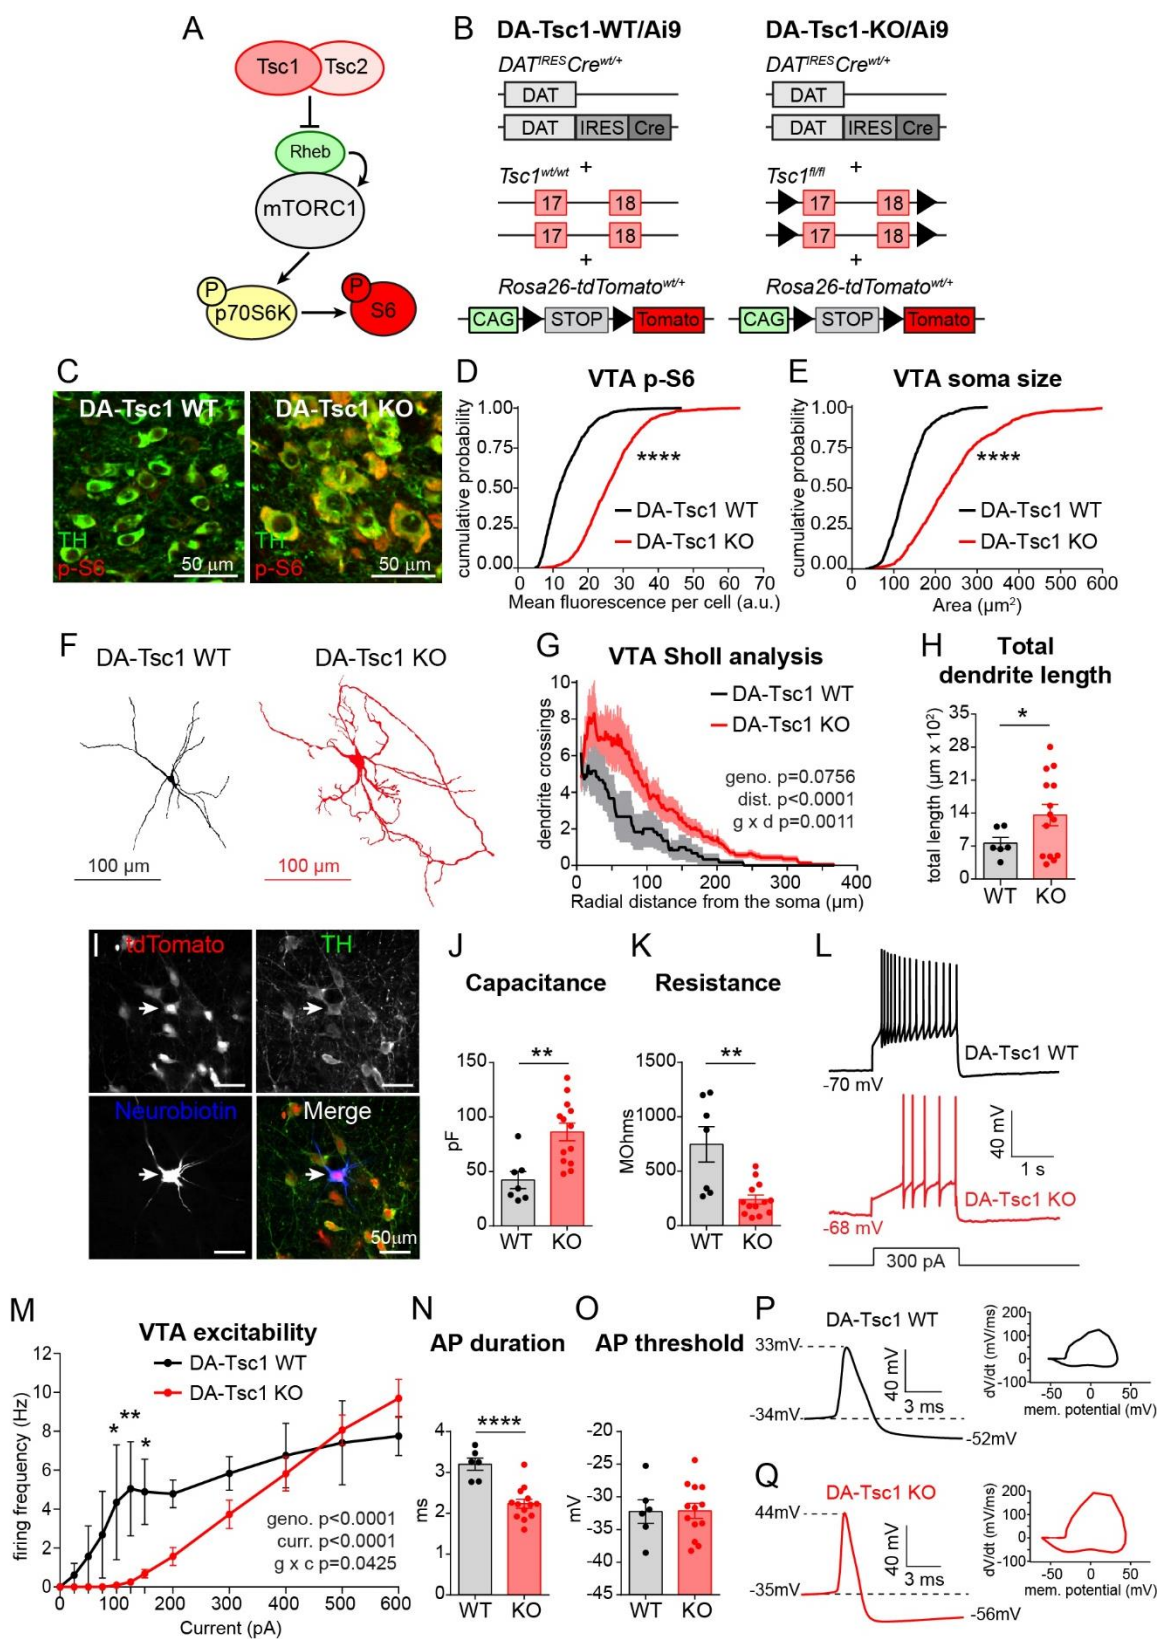 A
Tsc1
Tsc2
Rheb
mTORC1
P
p70S6K
P
S6
B
DA-Tsc1-WT/Ai9
DA-Tsc1-KO/Ai9
DAT^IRES Cre^wt/+
DAT^IRES Cre^wt/+
DAT
DAT
DAT IRES Cre
DAT IRES Cre
+
+
Tsc1^wt/wt
Tsc1^fl/fl
17 18
17 18
17 18
17 18
+
+
Rosa26-tdTomato^wt/+
Rosa26-tdTomato^wt/+
CAG STOP Tomato
CAG STOP Tomato
C
DA-Tsc1 WT
DA-Tsc1 KO
TH
p-S6
50 µm
TH
p-S6
50 µm
D
VTA p-S6
cumulative probability
1.00
0.75
0.50
0.25
0.00
****
DA-Tsc1 WT
DA-Tsc1 KO
0 10 20 30 40 50 60 70
Mean fluorescence per cell (a.u.)
E
VTA soma size
cumulative probability
1.00
0.75
0.50
0.25
0.00
****
DA-Tsc1 WT
DA-Tsc1 KO
0 100 200 300 400 500 600
Area (µm²)
F
DA-Tsc1 WT
DA-Tsc1 KO
100 µm
100 µm
G
VTA Sholl analysis
dendrite crossings
10
8
6
4
2
0
DA-Tsc1 WT
DA-Tsc1 KO
geno. p=0.0756
dist. p<0.0001
g x d p=0.0011
0 100 200 300 400
Radial distance from the soma (µm)
H
Total
dendrite length
total length (µm x 10²)
35
28
21
14
7
0
*
WT KO
I
tdTomato
TH
Neurobiotin
Merge
50µm
J
Capacitance
pF
150
100
50
0
**
WT KO
K
Resistance
MOhms
1500
1000
500
0
**
WT KO
L
DA-Tsc1 WT
-70 mV
40 mV
1 s
DA-Tsc1 KO
-68 mV
300 pA
M
VTA excitability
firing frequency (Hz)
12
10
8
6
4
2
0
DA-Tsc1 WT
DA-Tsc1 KO
*
**
*
geno. p<0.0001
curr. p<0.0001
g x c p=0.0425
0 100 200 300 400 500 600
Current (pA)
N
AP duration
ms
4
3
2
1
0
****
WT KO
O
AP threshold
mV
-20
-25
-30
-35
-40
-45
WT KO
P
DA-Tsc1 WT
33mV
-34mV
40 mV
3 ms
-52mV
dV/dt (mV/ms)
200
100
0
-100
-50 0 50
mem. potential (mV)
Q
DA-Tsc1 KO
44mV
-35mV
40 mV
3 ms
-56mV
dV/dt (mV/ms)
200
100
0
-100
-50 0 50
mem. potential (mV)